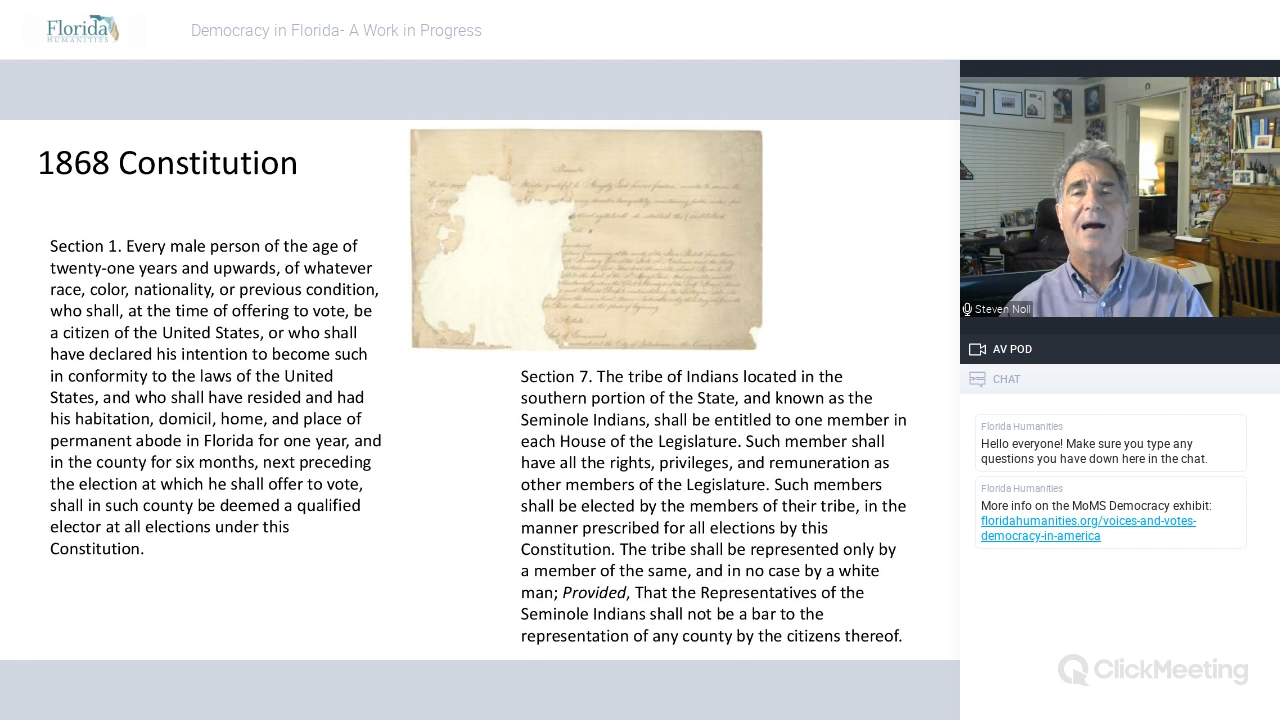 Florida
HUMANITIES
Democracy in Florida- A Work in Progress
1868 Constitution
Section 1. Every male person of the age of
twenty-one years and upwards, of whatever
race, color, nationality, or previous condition,
who shall, at the time of offering to vote, be
a citizen of the United States, or who shall
have declared his intention to become such
in conformity to the laws of the United
States, and who shall have resided and had
his habitation, domicil, home, and place of
permanent abode in Florida for one year, and
in the county for six months, next preceding
the election at which he shall offer to vote,
shall in such county be deemed a qualified
elector at all elections under this
Constitution.
Section 7. The tribe of Indians located in the
southern portion of the State, and known as the
Seminole Indians, shall be entitled to one member in
each House of the Legislature. Such member shall
have all the rights, privileges, and remuneration as
other members of the Legislature. Such members
shall be elected by the members of their tribe, in the
manner prescribed for all elections by this
Constitution. The tribe shall be represented only by
a member of the same, and in no case by a white
man; Provided, That the Representatives of the
Seminole Indians shall not be a bar to the
representation of any county by the citizens thereof.
Steven Noll
AV POD
CHAT
Florida Humanities
Hello everyone! Make sure you type any
questions you have down here in the chat.
Florida Humanities
More info on the MoMS Democracy exhibit:
floridahumanities.org/voices-and-votes-
democracy-in-america
ClickMeeting